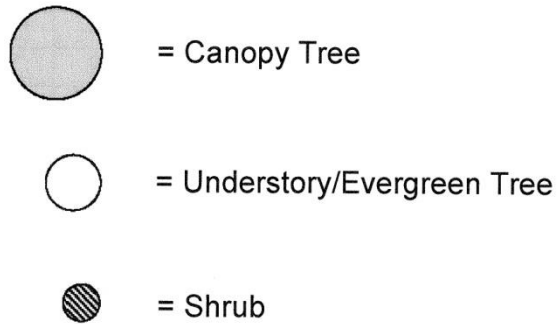 = Canopy Tree
= Understory/Evergreen Tree
= Shrub